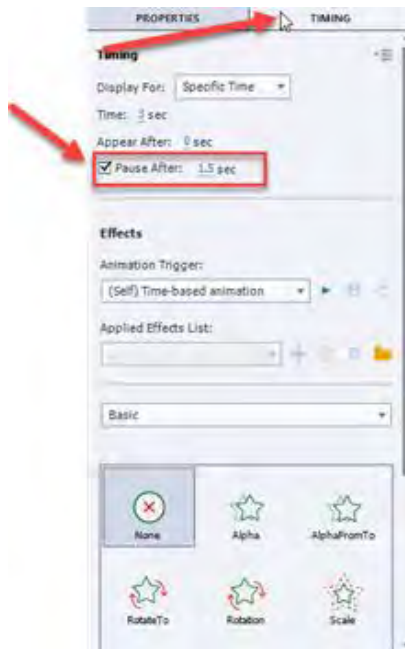 PROPERTIES TIMING
Timing
Display For: Specific Time
Time: 3 sec
Appear After: 0 sec
Pause After: 1.5 sec
Effects
Animation Trigger:
(Self) Time-based animation
Applied Effects List:
Basic
None Alpha AlphaFromTo
RotateTo Rotation Scale